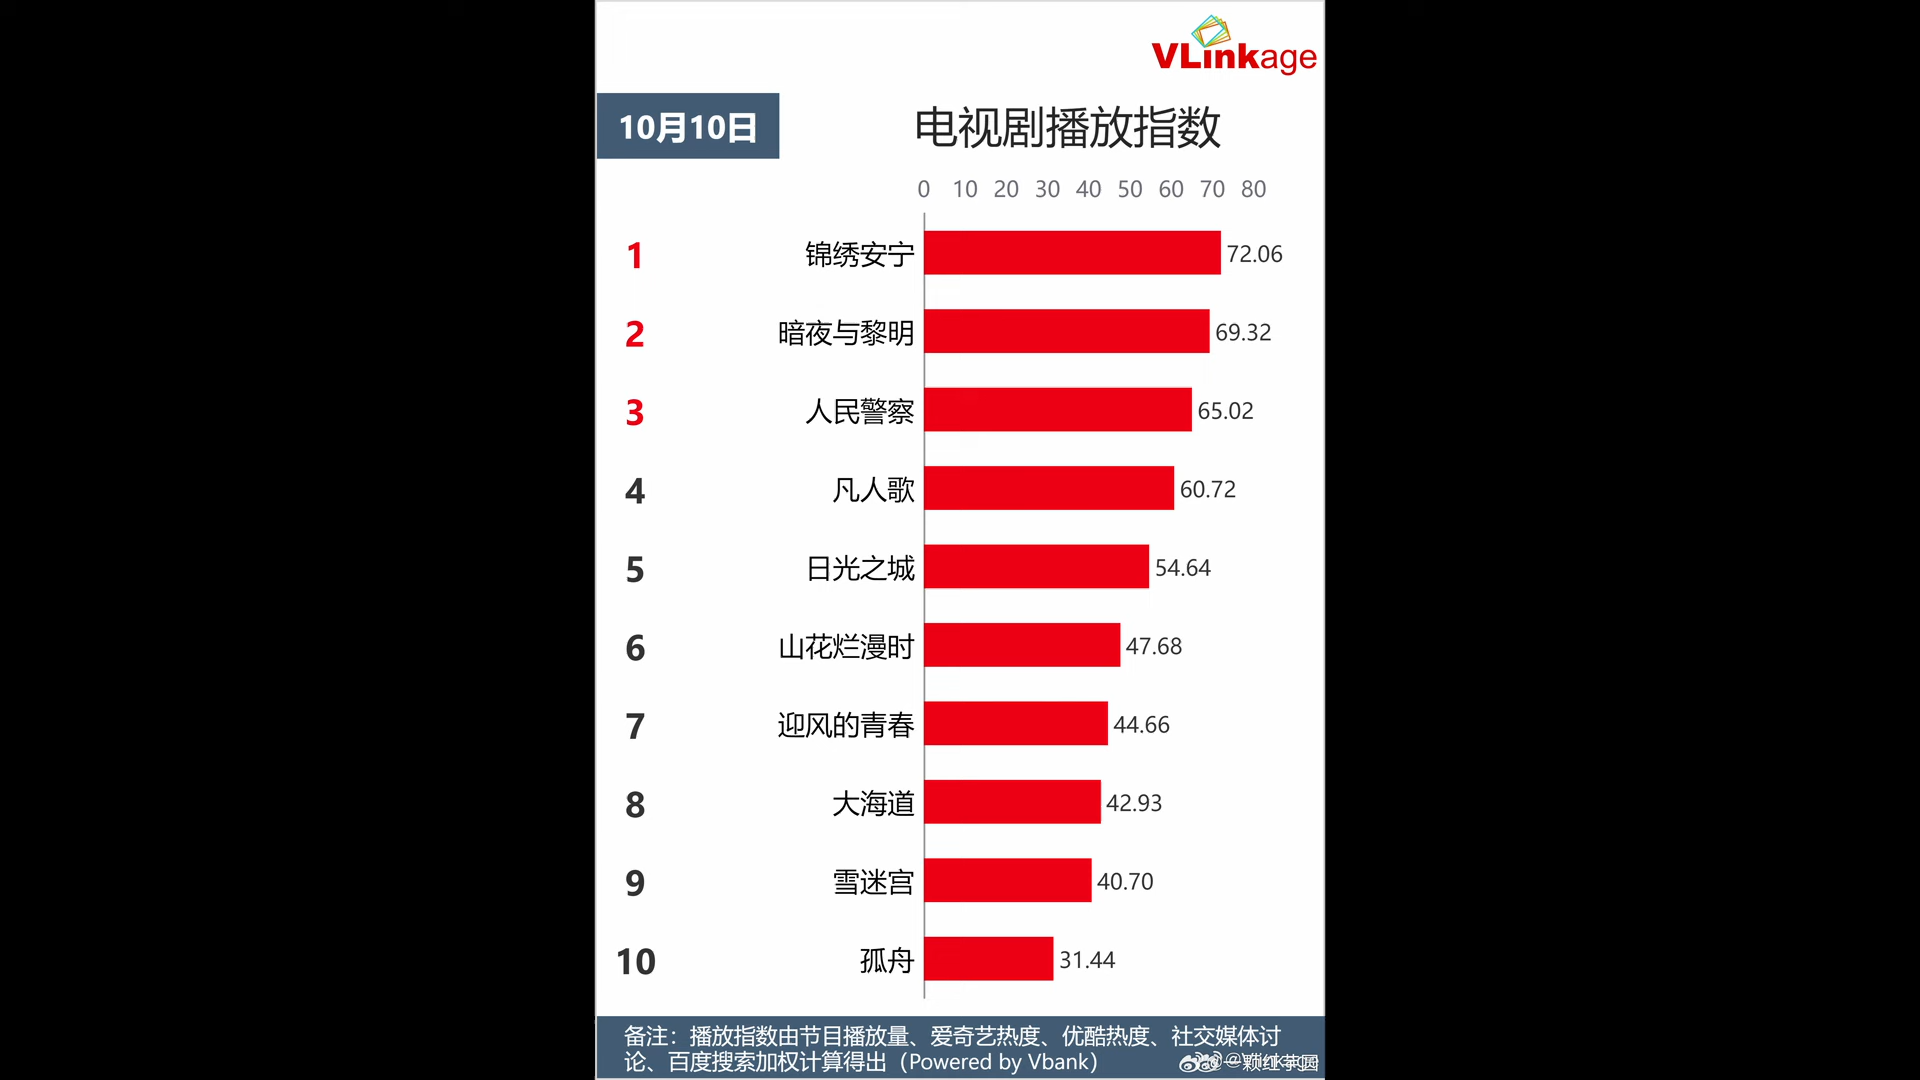 VLinkage
10月10日
电视剧播放指数
0 10 20 30 40 50 60 70 80
1 锦绣安宁 72.06
2 暗夜与黎明 69.32
3 人民警察 65.02
4 凡人歌 60.72
5 日光之城 54.64
6 山花烂漫时 47.68
7 迎风的青春 44.66
8 大海道 42.93
9 雪迷宫 40.70
10 孤舟 31.44
备注：播放指数由节目播放量、爱奇艺热度、优酷热度、社交媒体讨
论、百度搜索加权计算得出（Powered by Vbank）